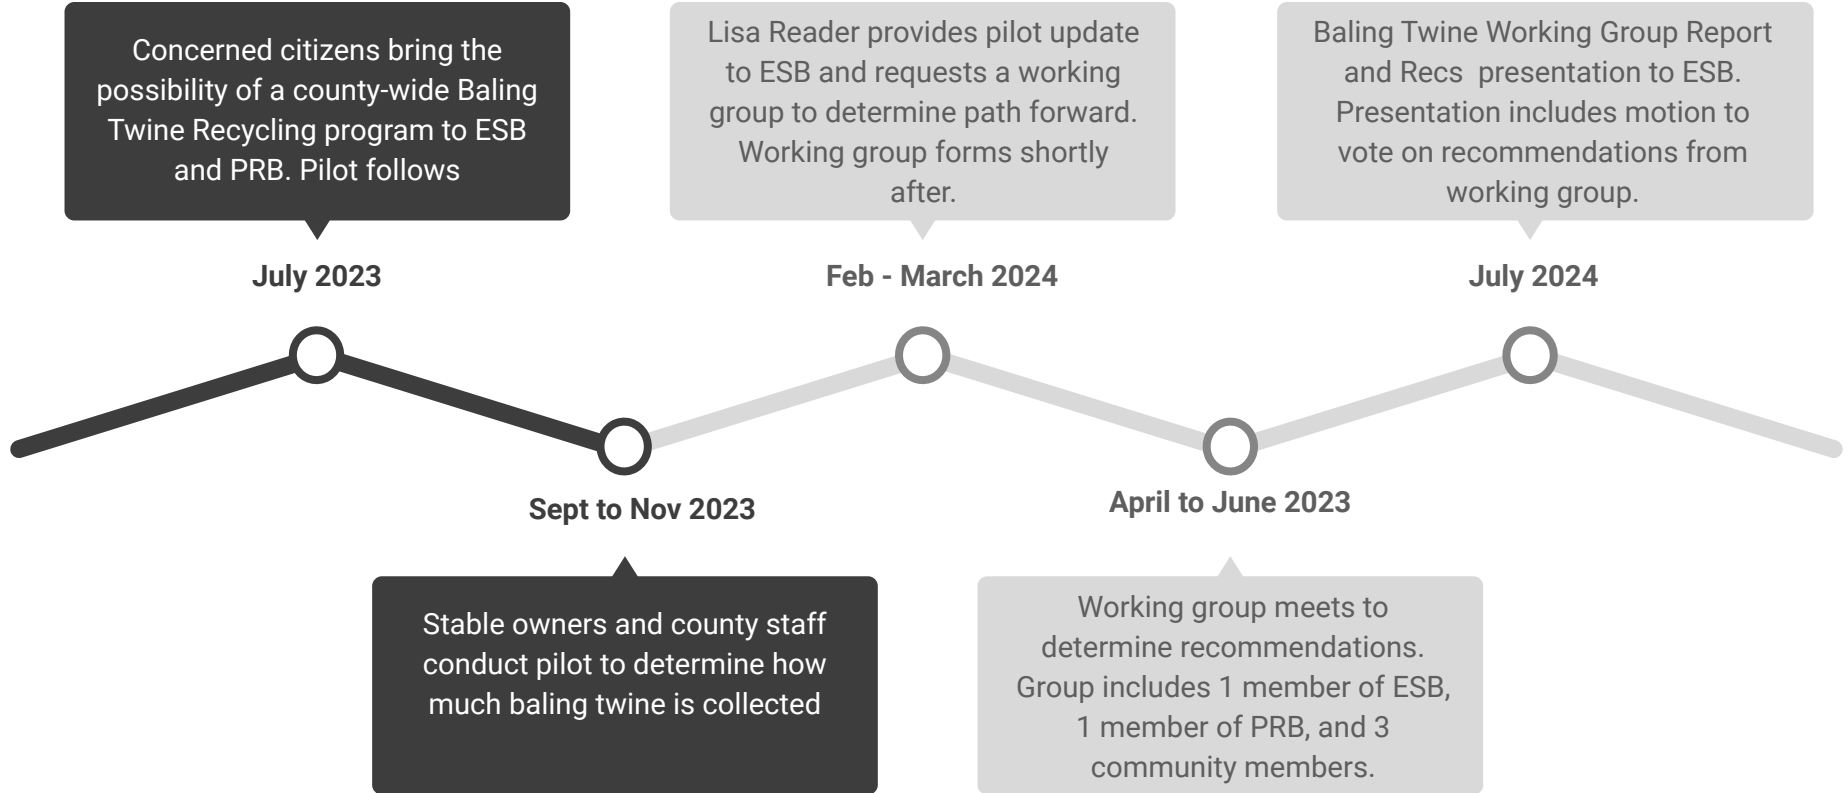 Concerned citizens bring the
possibility of a county-wide Baling
Twine Recycling program to ESB
and PRB. Pilot follows
July 2023
Sept to Nov 2023
Stable owners and county staff
conduct pilot to determine how
much baling twine is collected
Lisa Reader provides pilot update
to ESB and requests a working
group to determine path forward.
Working group forms shortly
after.
Feb - March 2024
April to June 2023
Working group meets to
determine recommendations.
Group includes 1 member of ESB,
1 member of PRB, and 3
community members.
Baling Twine Working Group Report
and Recs  presentation to ESB.
Presentation includes motion to
vote on recommendations from
working group.
July 2024